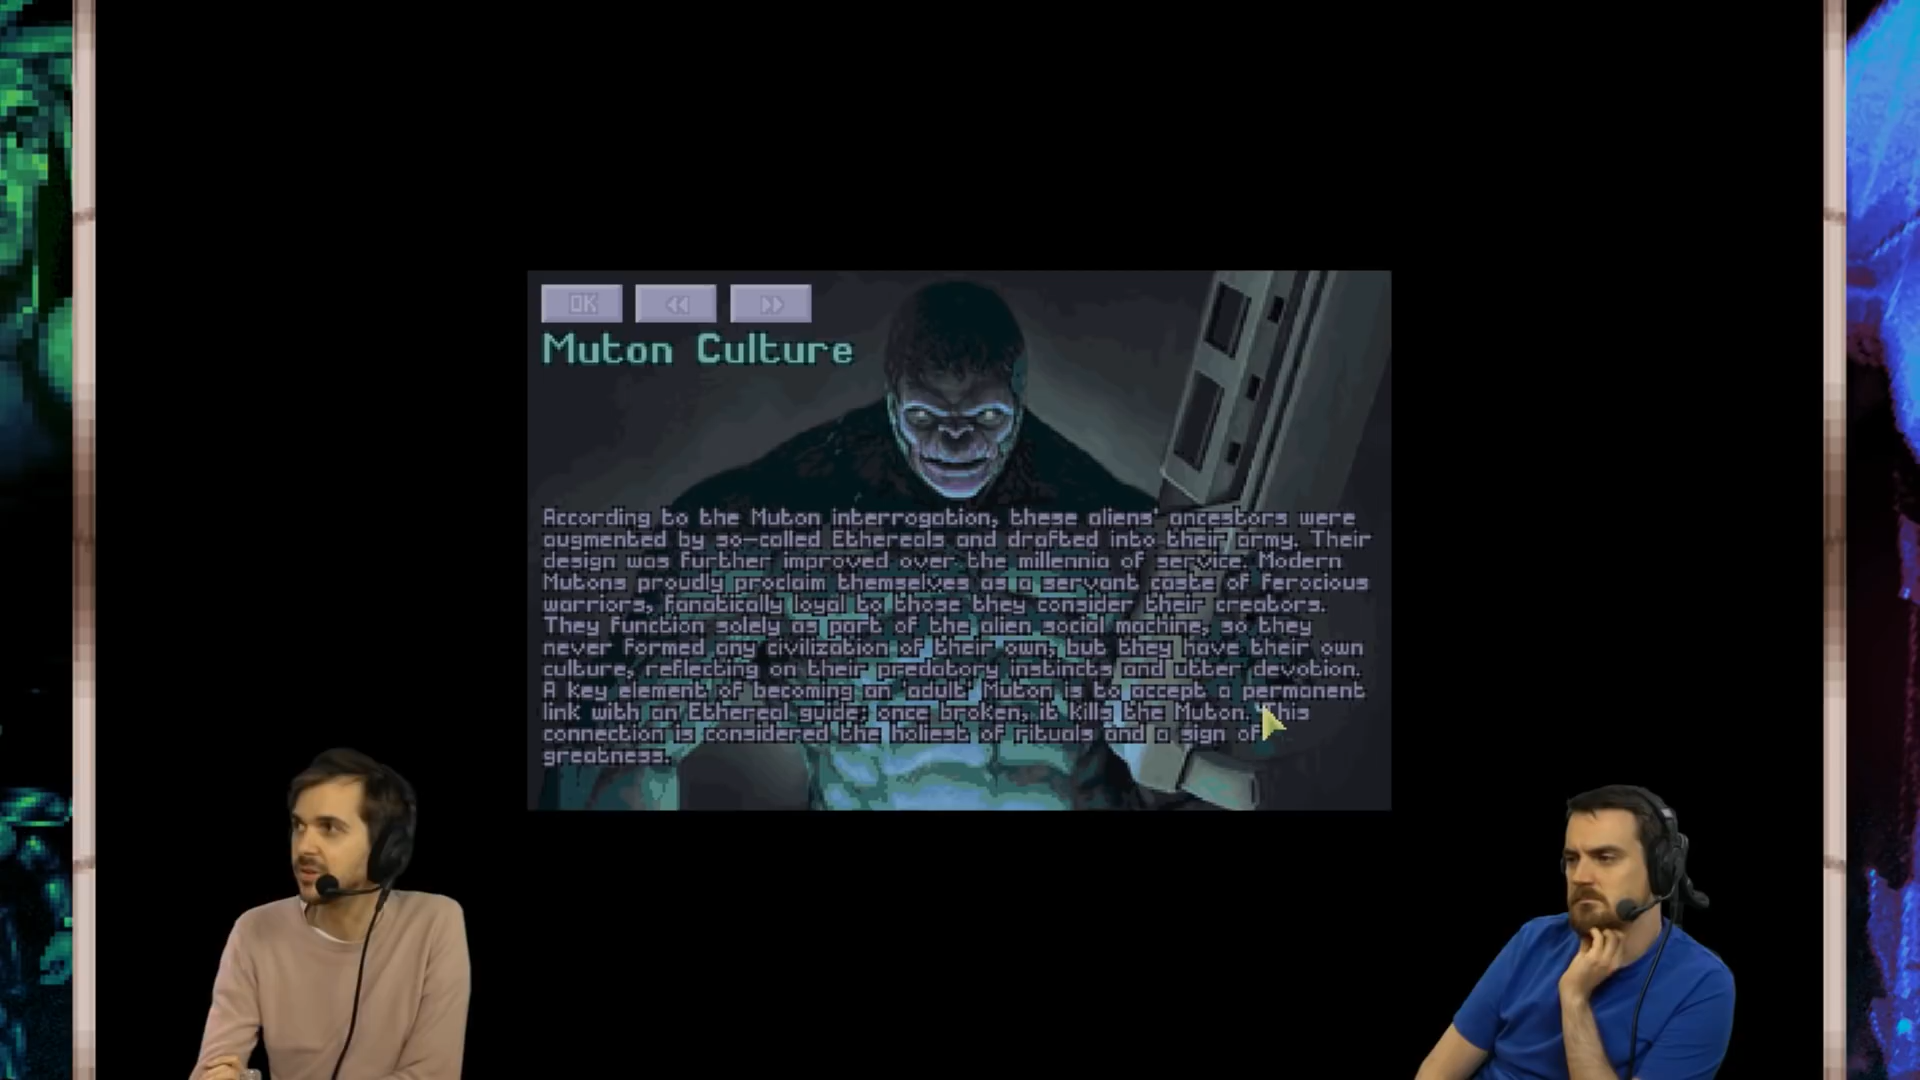 OK
Muton Culture
According to the Muton interrogation, these aliens' ancestors were
augmented by so-called Ethereals and drafted into their army. Their
design was further improved over the millennia of service. Modern
Mutons proudly proclaim themselves as a servant caste of ferocious
warriors, fanatically loyal to those they consider their creators.
They function solely as part of the alien social machine, so they
never formed any civilization of their own, but they have their own
culture, reflecting on their predatory instincts and utter devotion.
A key element of becoming an 'adult' Muton is to accept a permanent
link with an Ethereal guide; once broken, it kills the Muton. This
connection is considered the holiest of rituals and a sign of
greatness.